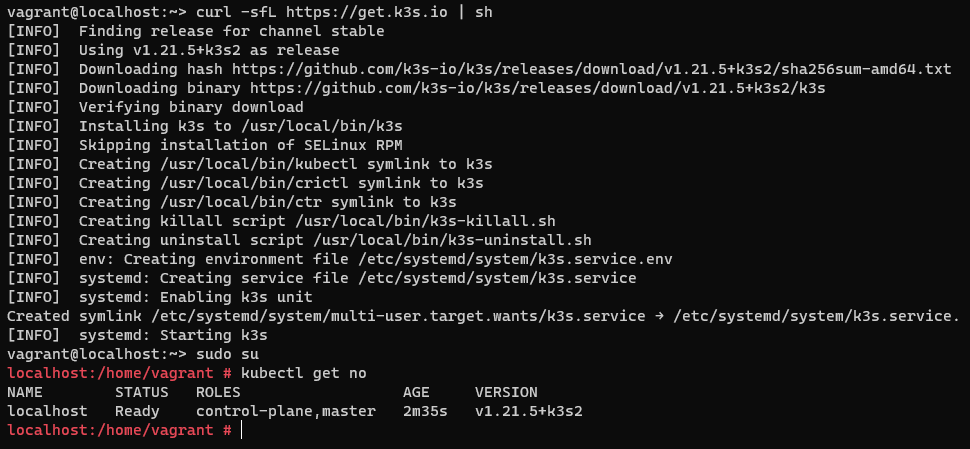 vagrant@localhost:~> curl -sfL https://get.k3s.io | sh
[INFO]  Finding release for channel stable
[INFO]  Using v1.21.5+k3s2 as release
[INFO]  Downloading hash https://github.com/k3s-io/k3s/releases/download/v1.21.5+k3s2/sha256sum-amd64.txt
[INFO]  Downloading binary https://github.com/k3s-io/k3s/releases/download/v1.21.5+k3s2/k3s
[INFO]  Verifying binary download
[INFO]  Installing k3s to /usr/local/bin/k3s
[INFO]  Skipping installation of SELinux RPM
[INFO]  Creating /usr/local/bin/kubectl symlink to k3s
[INFO]  Creating /usr/local/bin/crictl symlink to k3s
[INFO]  Creating /usr/local/bin/ctr symlink to k3s
[INFO]  Creating killall script /usr/local/bin/k3s-killall.sh
[INFO]  Creating uninstall script /usr/local/bin/k3s-uninstall.sh
[INFO]  env: Creating environment file /etc/systemd/system/k3s.service.env
[INFO]  systemd: Creating service file /etc/systemd/system/k3s.service
[INFO]  systemd: Enabling k3s unit
Created symlink /etc/systemd/system/multi-user.target.wants/k3s.service → /etc/systemd/system/k3s.service.
[INFO]  systemd: Starting k3s
vagrant@localhost:~> sudo su
localhost:/home/vagrant # kubectl get no
NAME        STATUS   ROLES                  AGE     VERSION
localhost   Ready    control-plane,master   2m35s   v1.21.5+k3s2
localhost:/home/vagrant #